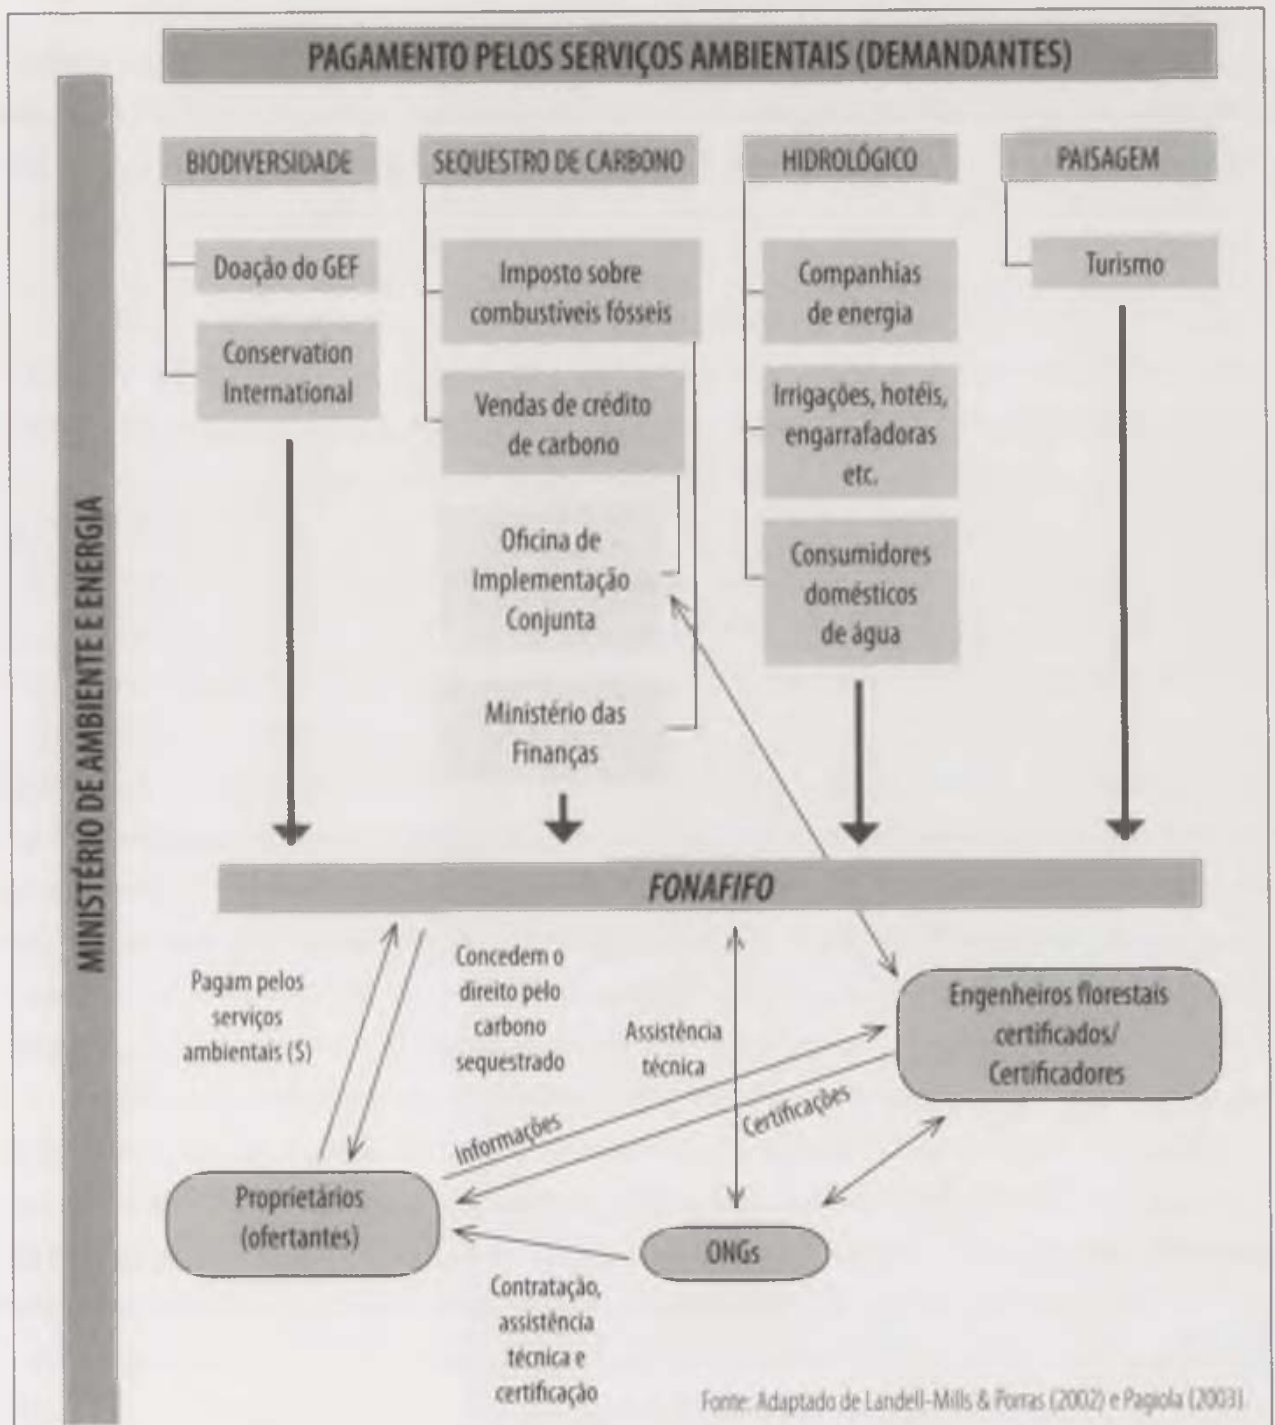 PAGAMENTO PELOS SERVIÇOS AMBIENTAIS (DEMANDANTES)
MINISTÉRIO DE AMBIENTE E ENERGIA
BIODIVERSIDADE
Doação do GEF
Conservation
International
SEQUESTRO DE CARBONO
Imposto sobre
combustíveis fósseis
Vendas de crédito
de carbono
Oficina de
Implementação
Conjunta
Ministério das
Finanças
HIDROLÓGICO
Companhias
de energia
Irrigações, hotéis,
engarrafadoras
etc.
Consumidores
domésticos
de água
PAISAGEM
Turismo
FONAFIFO
Pagam pelos
serviços
ambientais ($)
Concedem o
direito pelo
carbono
sequestrado
Assistência
técnica
Engenheiros florestais
certificados/
Certificadores
Informações
Certificações
Proprietários
(ofertantes)
ONGs
Contratação,
assistência
técnica e
certificação
Fonte: Adaptado de Landell-Mills & Porras (2002) e Pagiola (2003).